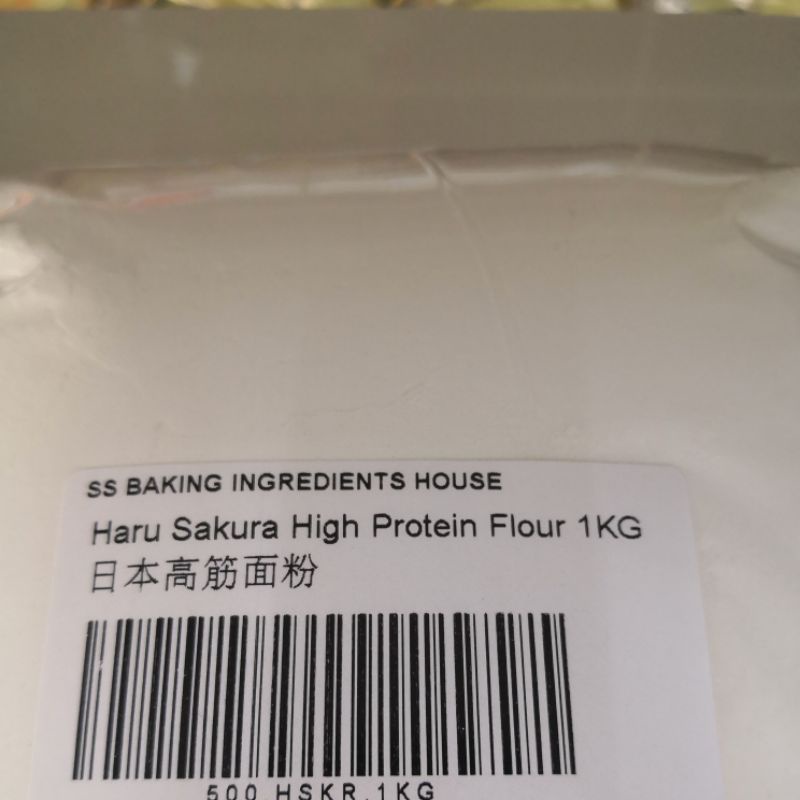 SS BAKING INGREDIENTS HOUSE
Haru Sakura High Protein Flour 1KG
日本高筋面粉
500.HSKR.1KG